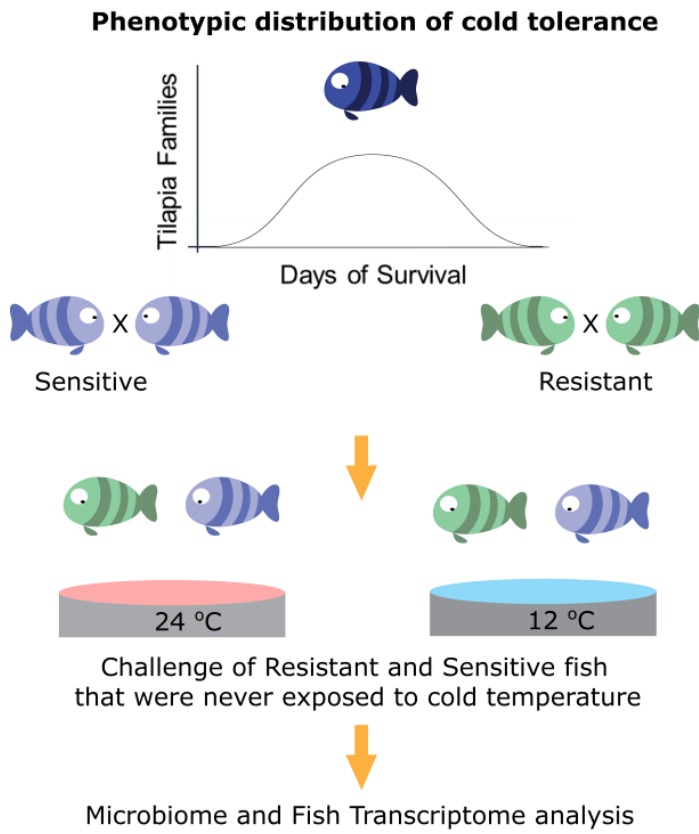 Phenotypic distribution of cold tolerance
Tilapia Families
Days of Survival
X
X
Sensitive
Resistant
24 °C
12 °C
Challenge of Resistant and Sensitive fish
that were never exposed to cold temperature
Microbiome and Fish Transcriptome analysis